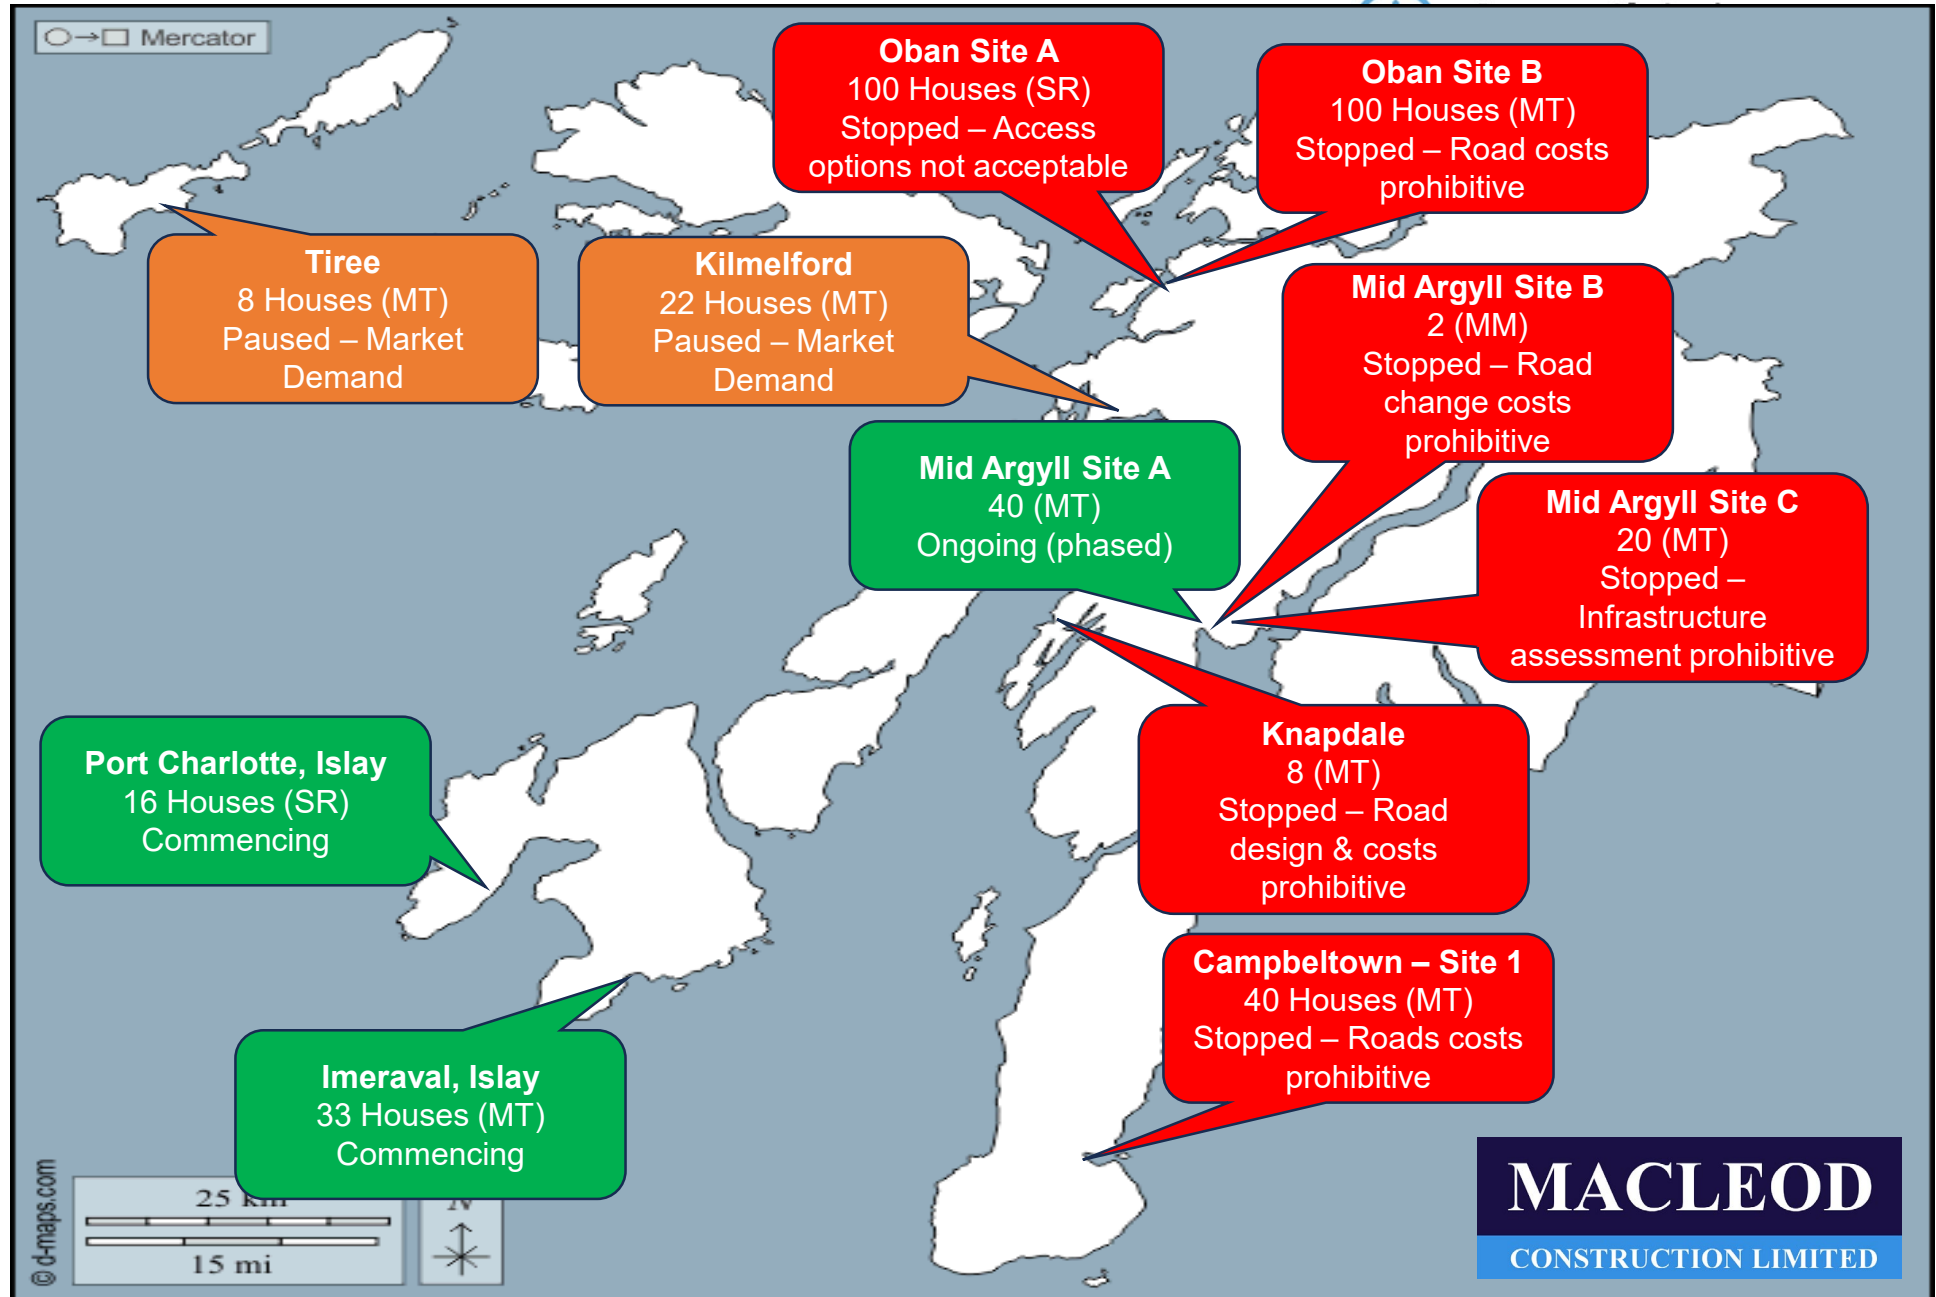 Mercator
Oban Site A
100 Houses (SR)
Stopped – Access
options not acceptable
Oban Site B
100 Houses (MT)
Stopped – Road costs
prohibitive
Tiree
8 Houses (MT)
Paused – Market
Demand
Kilmelford
22 Houses (MT)
Paused – Market
Demand
Mid Argyll Site B
2 (MM)
Stopped – Road
change costs
prohibitive
Mid Argyll Site A
40 (MT)
Ongoing (phased)
Mid Argyll Site C
20 (MT)
Stopped –
Infrastructure
assessment prohibitive
Knapdale
8 (MT)
Stopped – Road
design & costs
prohibitive
Port Charlotte, Islay
16 Houses (SR)
Commencing
Campbeltown – Site 1
40 Houses (MT)
Stopped – Roads costs
prohibitive
Imeraval, Islay
33 Houses (MT)
Commencing
25 km
15 mi
N
© d-maps.com
MACLEOD
CONSTRUCTION LIMITED